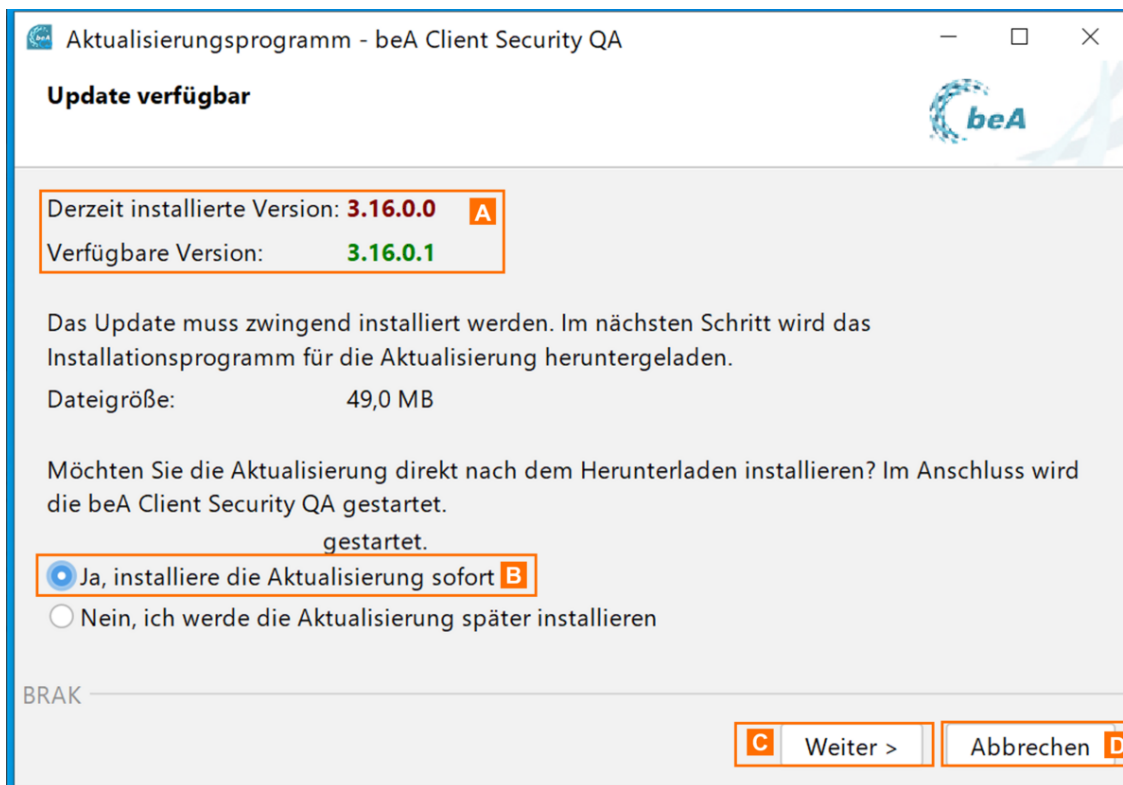 Aktualisierungsprogramm - beA Client Security QA
Update verfügbar
beA
Derzeit installierte Version: 3.16.0.0 A
Verfügbare Version: 3.16.0.1
Das Update muss zwingend installiert werden. Im nächsten Schritt wird das
Installationsprogramm für die Aktualisierung heruntergeladen.
Dateigröße: 49,0 MB
Möchten Sie die Aktualisierung direkt nach dem Herunterladen installieren? Im Anschluss wird
die beA Client Security QA gestartet.
gestartet.
Ja, installiere die Aktualisierung sofort B
Nein, ich werde die Aktualisierung später installieren
BRAK
C Weiter > Abbrechen D